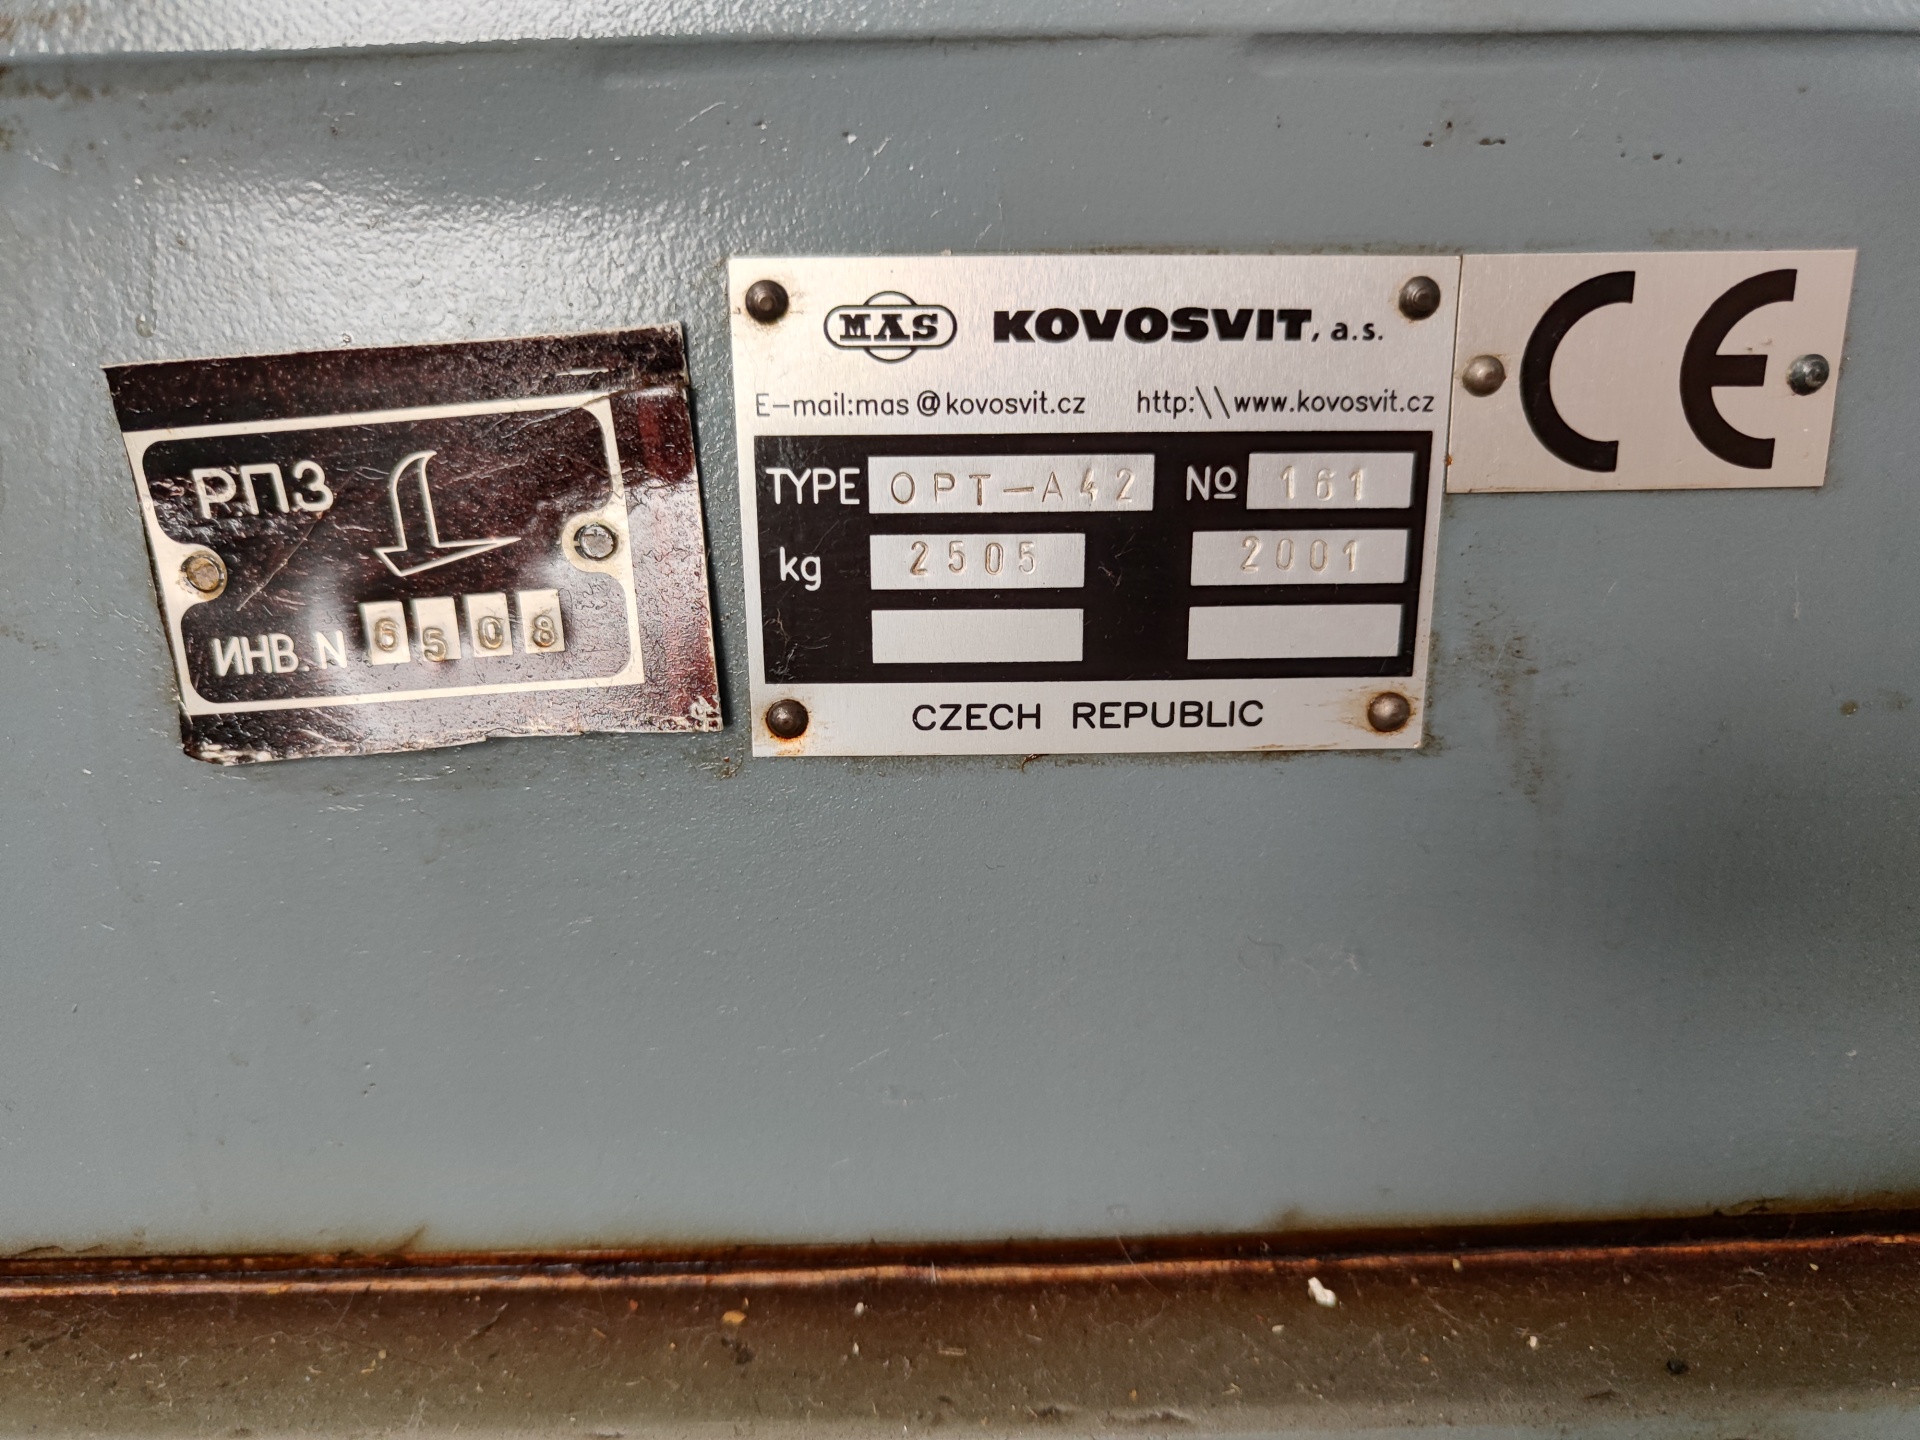 РПЗ
ИНВ. N 6508
MAS KOVOSVIT, a.s.
E-mail:mas@kovosvit.cz http:\\www.kovosvit.cz
TYPE OPT-A42 No 161
kg 2505 2001
CZECH REPUBLIC
CE